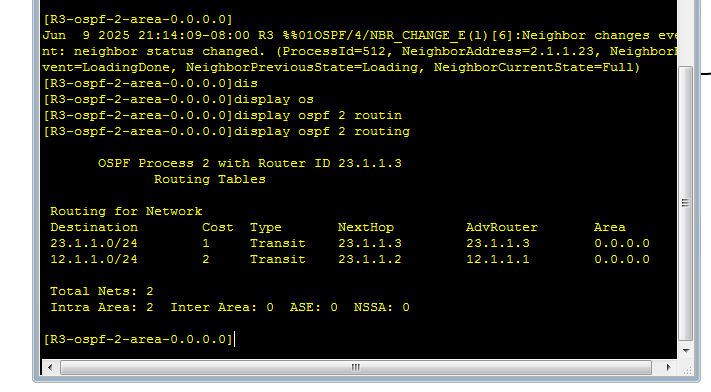 [R3-ospf-2-area-0.0.0.0]
Jun  9 2025 21:14:09-08:00 R3 %%01OSPF/4/NBR_CHANGE_E(l)[6]:Neighbor changes eve
nt: neighbor status changed. (ProcessId=512, NeighborAddress=2.1.1.23, NeighborE
vent=LoadingDone, NeighborPreviousState=Loading, NeighborCurrentState=Full)
[R3-ospf-2-area-0.0.0.0]dis
[R3-ospf-2-area-0.0.0.0]display os
[R3-ospf-2-area-0.0.0.0]display ospf 2 routin
[R3-ospf-2-area-0.0.0.0]display ospf 2 routing
OSPF Process 2 with Router ID 23.1.1.3
Routing Tables
Routing for Network
Destination        Cost  Type       NextHop         AdvRouter       Area
23.1.1.0/24        1     Transit    23.1.1.3        23.1.1.3        0.0.0.0
12.1.1.0/24        2     Transit    23.1.1.2        12.1.1.1        0.0.0.0
Total Nets: 2
Intra Area: 2  Inter Area: 0  ASE: 0  NSSA: 0
[R3-ospf-2-area-0.0.0.0]